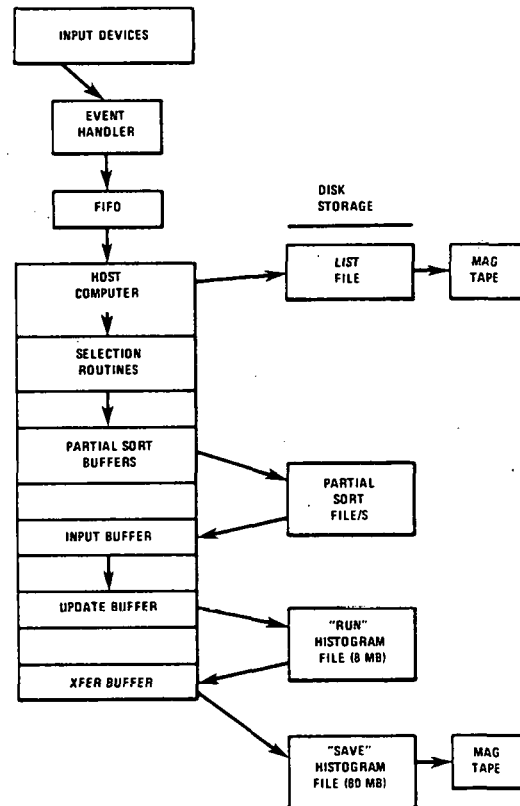 INPUT DEVICES
EVENT
HANDLER
FIFO
DISK
STORAGE
HOST
COMPUTER
LIST
FILE
MAG
TAPE
SELECTION
ROUTINES
PARTIAL SORT
BUFFERS
PARTIAL
SORT
FILE/S
INPUT BUFFER
UPDATE BUFFER
"RUN"
HISTOGRAM
FILE (8 MB)
XFER BUFFER
"SAVE"
HISTOGRAM
FILE (80 MB)
MAG
TAPE